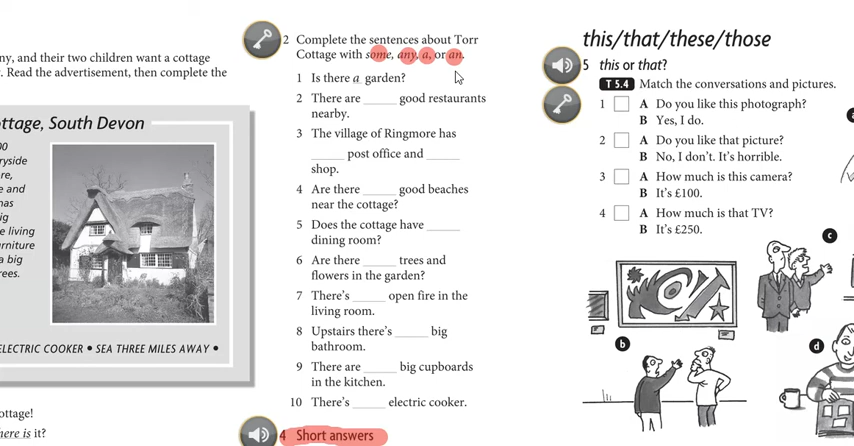 ny, and their two children want a cottage
. Read the advertisement, then complete the
ottage, South Devon
00
ryside
re,
e and
has
ig
e living
urniture
a big
rees.
ELECTRIC COOKER • SEA THREE MILES AWAY •
ottage!
here is it?
2 Complete the sentences about Torr
Cottage with some, any, a, or an.
1 Is there a garden?
2 There are _____ good restaurants
nearby.
3 The village of Ringmore has
_____ post office and _____
shop.
4 Are there _____ good beaches
near the cottage?
5 Does the cottage have _____
dining room?
6 Are there _____ trees and
flowers in the garden?
7 There's _____ open fire in the
living room.
8 Upstairs there's _____ big
bathroom.
9 There are _____ big cupboards
in the kitchen.
10 There's _____ electric cooker.
4 Short answers
this/that/these/those
5 this or that?
T 5.4 Match the conversations and pictures.
1 A Do you like this photograph?
B Yes, I do.
2 A Do you like that picture?
B No, I don't. It's horrible.
3 A How much is this camera?
B It's £100.
4 A How much is that TV?
B It's £250.
a
c
b
d